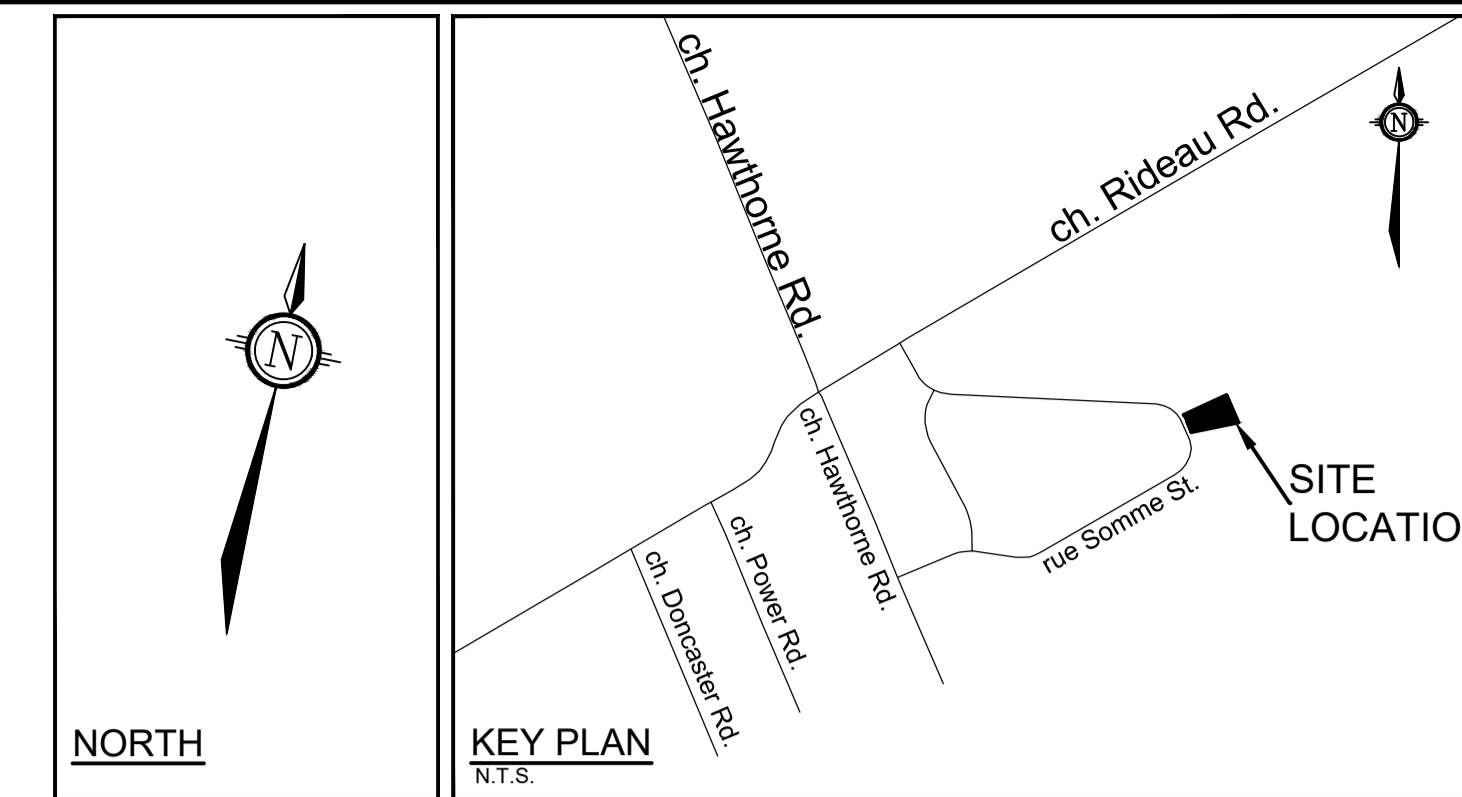 N
NORTH
ch. Hawthorne Rd.
ch. Rideau Rd.
N
ch. Hawthorne Rd.
SITE
LOCATIO
rue Somme St.
ch. Power Rd.
ch. Doncaster Rd.
KEY PLAN
N.T.S.